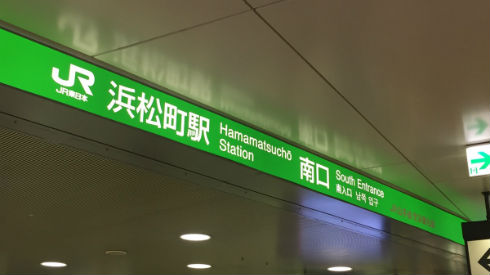 JR
JR東日本
浜松町駅
Hamamatsuchō
Station
南口
South Entrance
南入口 남쪽 입구